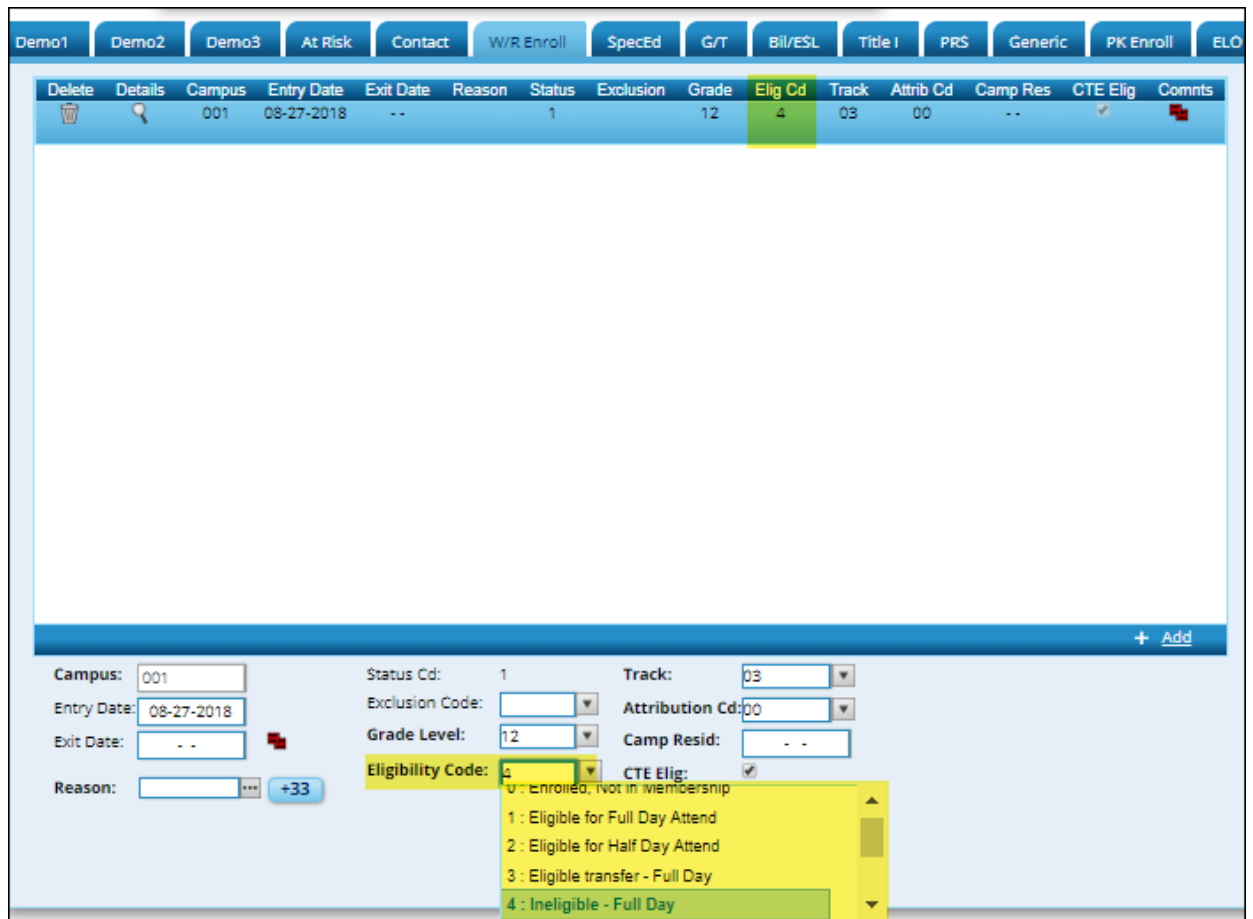 Demo1 Demo2 Demo3 At Risk Contact W/R Enroll SpecEd G/T Bil/ESL Title I PRS Generic PK Enroll ELO
Delete Details Campus Entry Date Exit Date Reason Status Exclusion Grade Elig Cd Track Attrib Cd Camp Res CTE Elig Comnts
001 08-27-2018 - - 1 12 4 03 00 - -
+ Add
Campus: 001 Status Cd: 1 Track: 03
Entry Date: 08-27-2018 Exclusion Code: Attribution Cd: 00
Exit Date: - - Grade Level: 12 Camp Resid: - -
Eligibility Code: 4 CTE Elig:
Reason: ... +33
0 : Enrolled, Not in Membership
1 : Eligible for Full Day Attend
2 : Eligible for Half Day Attend
3 : Eligible transfer - Full Day
4 : Ineligible - Full Day